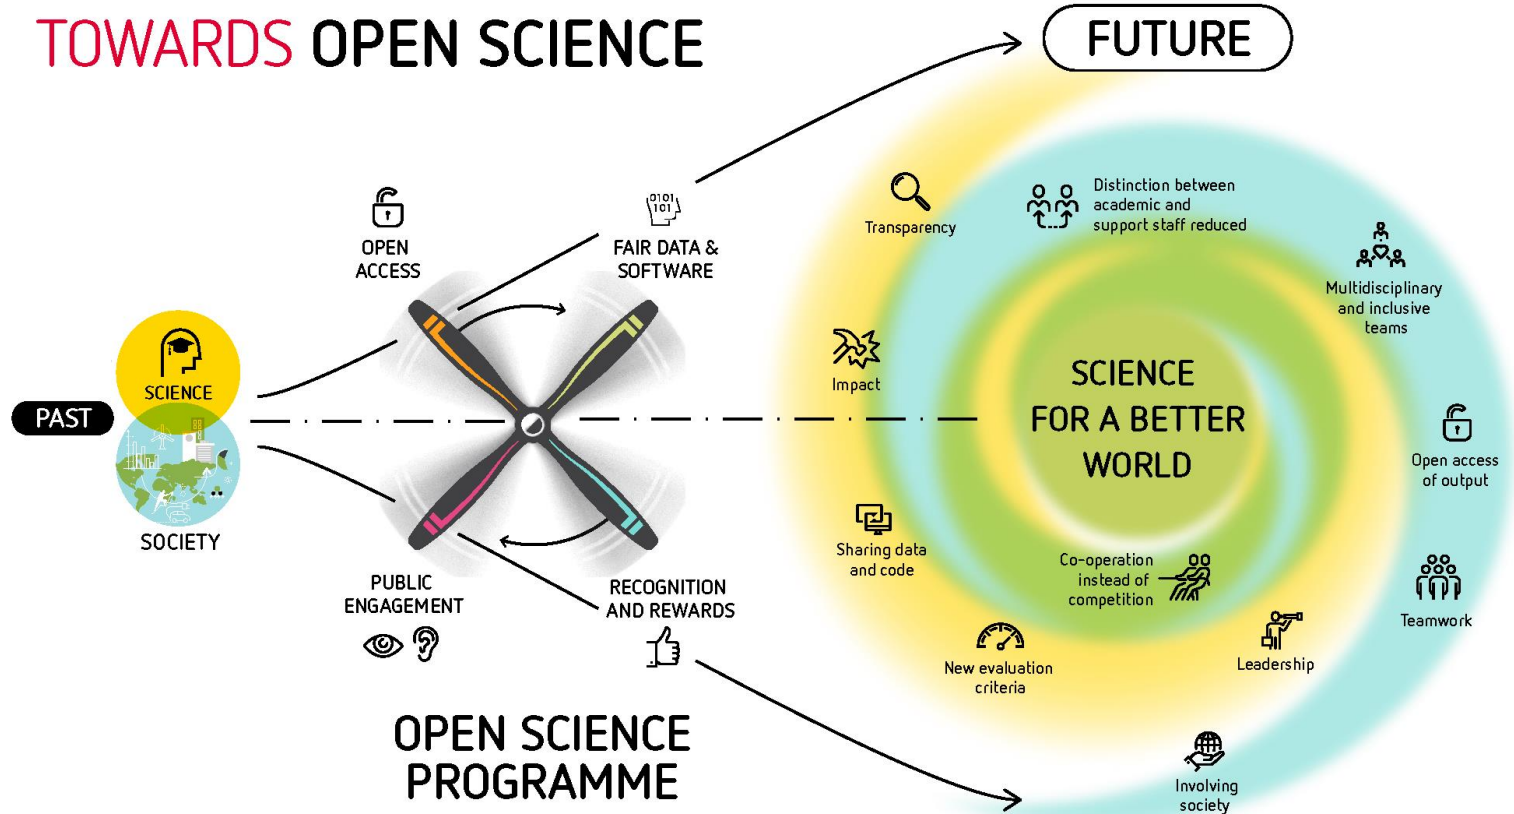 TOWARDS OPEN SCIENCE
FUTURE
PAST
SCIENCE
SOCIETY
OPEN
ACCESS
0101
101
FAIR DATA &
SOFTWARE
PUBLIC
ENGAGEMENT
RECOGNITION
AND REWARDS
OPEN SCIENCE
PROGRAMME
Transparency
Distinction between
academic and
support staff reduced
Multidisciplinary
and inclusive
teams
Impact
SCIENCE
FOR A BETTER
WORLD
Open access
of output
Sharing data
and code
Co-operation
instead of
competition
Teamwork
New evaluation
criteria
Leadership
Involving
society